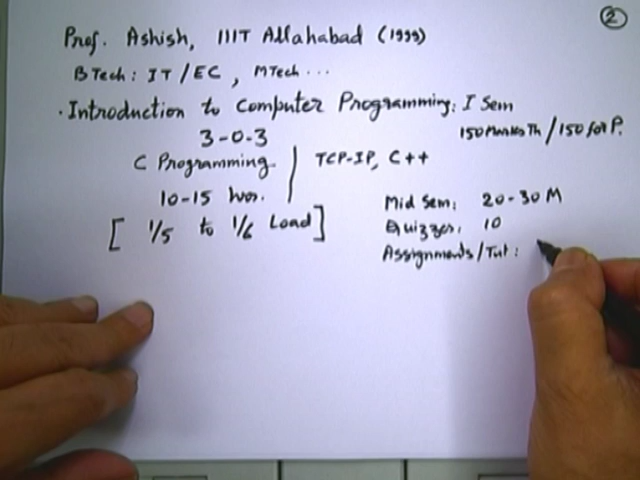 2
Prof. Ashish, IIIT Allahabad (1999)
BTech: IT/EC, MTech ...
· Introduction to Computer Programming: I Sem
3-0-3
150 Marks Th / 150 for P.
C Programming | TCP-IP, C++
10-15 hrs.
[ 1/5 to 1/6 Load ]
Mid Sem: 20-30 M
Quizzes: 10
Assignments/Tut: